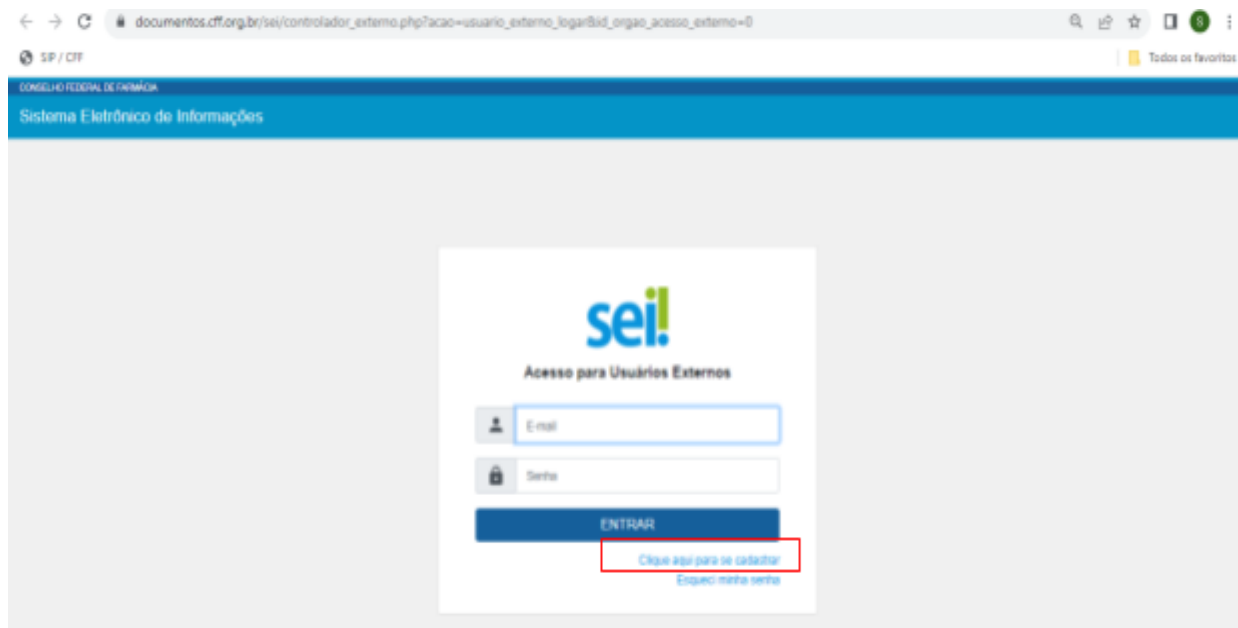 documentos.cff.org.br/sei/controlador_externo.php?acao=usuario_externo_logar&id_orgao_acesso_externo=0
S
SIP / CFF
Todos os favoritos
CONSELHO FEDERAL DE FARMÁCIA
Sistema Eletrônico de Informações
sei!
Acesso para Usuários Externos
E-mail
Senha
ENTRAR
Clique aqui para se cadastrar
Esqueci minha senha